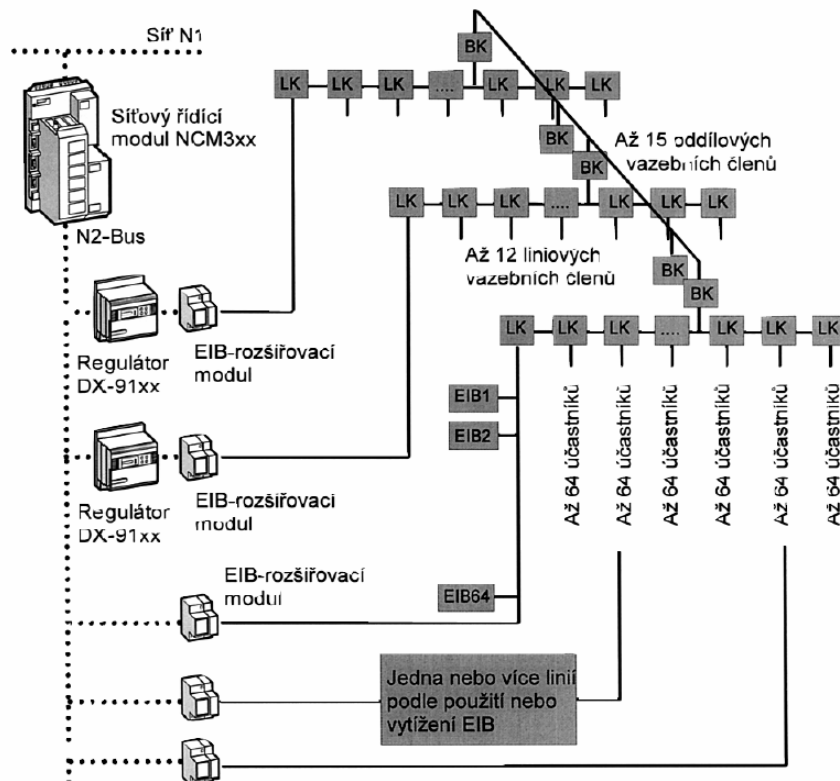 Síť N1
Síťový řídící
modul NCM3xx
N2-Bus
BK
LK LK LK .... LK LK LK
BK
BK
Až 15 oddílových
vazebních členů
LK LK LK .... LK LK LK
Až 12 liniových
vazebních členů
BK
BK
Regulátor
DX-91xx
EIB-rozšiřovací
modul
LK LK LK .... LK LK LK
EIB1
EIB2
Až 64 účastníků
Až 64 účastníků
Až 64 účastníků
Až 64 účastníků
Až 64 účastníků
Až 64 účastníků
Regulátor
DX-91xx
EIB-rozšiřovací
modul
EIB-rozšiřovací
modul
EIB64
Jedna nebo více linií
podle použití nebo
vytížení EIB